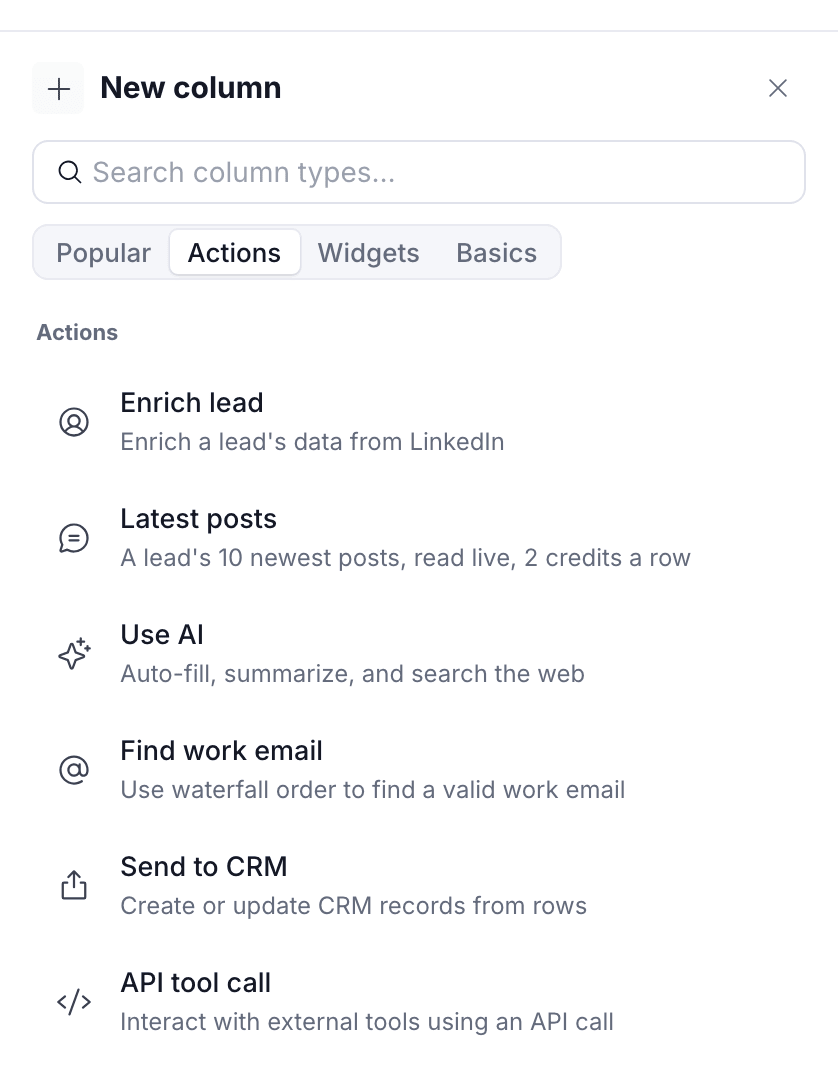 New column
Search column types...
Popular Actions Widgets Basics
Actions
Enrich lead
Enrich a lead's data from LinkedIn
Latest posts
A lead's 10 newest posts, read live, 2 credits a row
Use AI
Auto-fill, summarize, and search the web
Find work email
Use waterfall order to find a valid work email
Send to CRM
Create or update CRM records from rows
API tool call
Interact with external tools using an API call